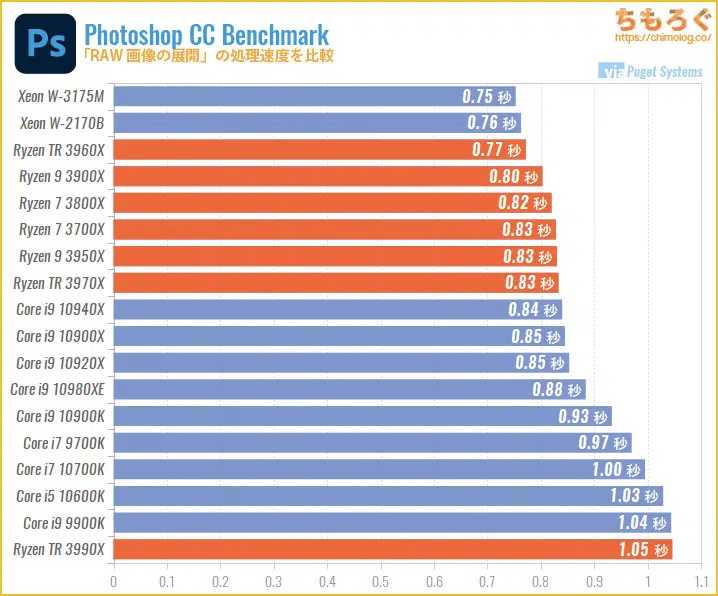 Ps
Photoshop CC Benchmark
「RAW 画像の展開」の処理速度を比較
ちもろぐ
https://chimolog.co/
via Puget Systems
Xeon W-3175M 0.75 秒
Xeon W-2170B 0.76 秒
Ryzen TR 3960X 0.77 秒
Ryzen 9 3900X 0.80 秒
Ryzen 7 3800X 0.82 秒
Ryzen 7 3700X 0.83 秒
Ryzen 9 3950X 0.83 秒
Ryzen TR 3970X 0.83 秒
Core i9 10940X 0.84 秒
Core i9 10900X 0.85 秒
Core i9 10920X 0.85 秒
Core i9 10980XE 0.88 秒
Core i9 10900K 0.93 秒
Core i7 9700K 0.97 秒
Core i7 10700K 1.00 秒
Core i5 10600K 1.03 秒
Core i9 9900K 1.04 秒
Ryzen TR 3990X 1.05 秒
0 0.1 0.2 0.3 0.4 0.5 0.6 0.7 0.8 0.9 1 1.1